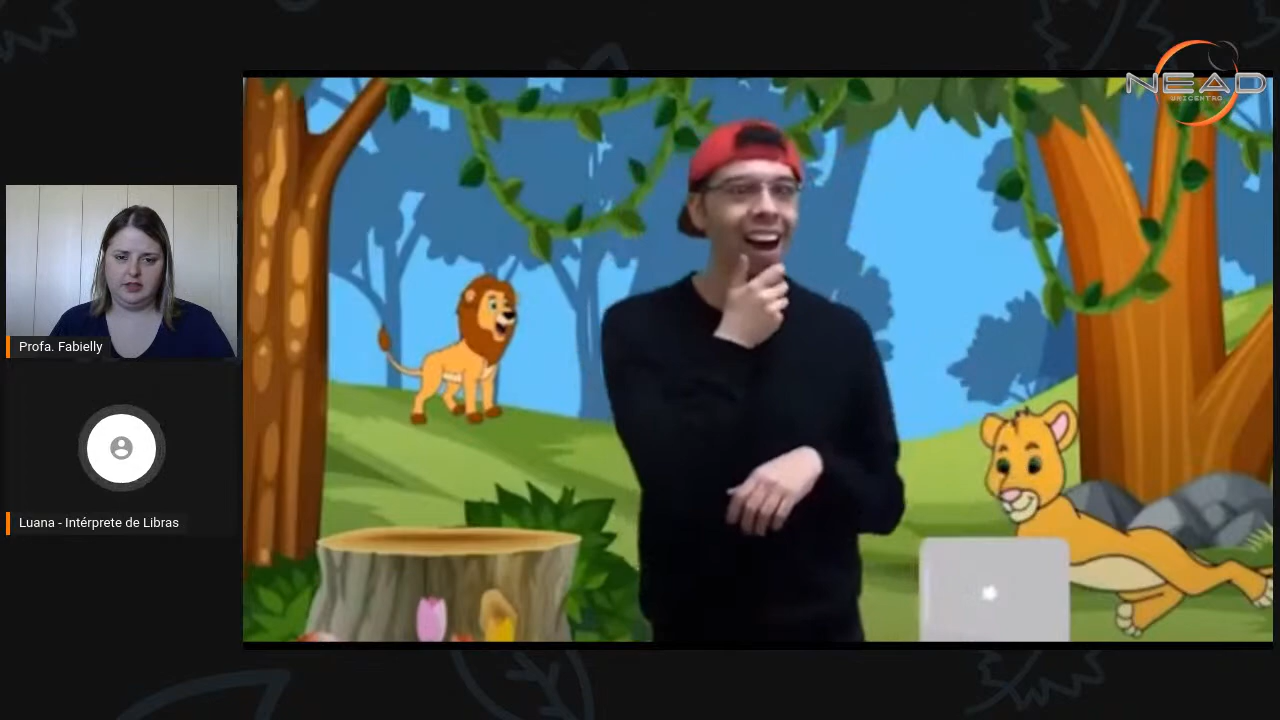 NEAD
UNICENTRO
Profa. Fabielly
Luana - Intérprete de Libras